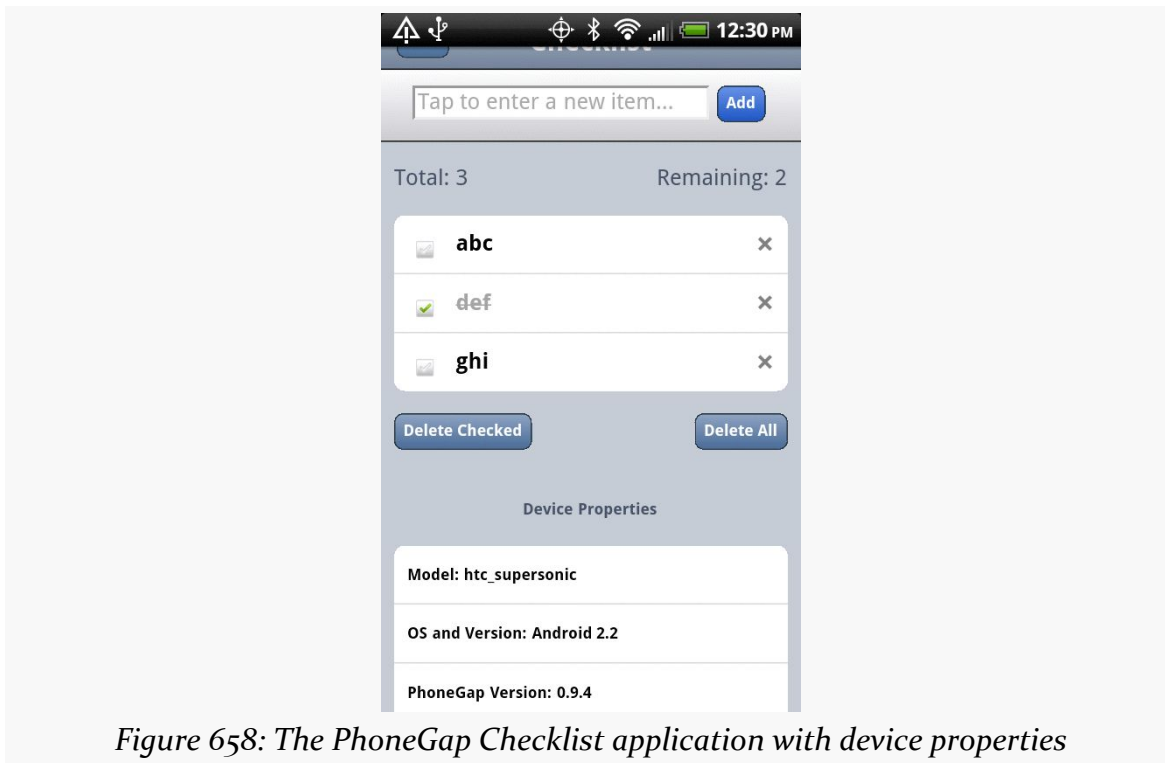 12:30 PM
Checklist
Tap to enter a new item...
Add
Total: 3
Remaining: 2
abc
def
ghi
Delete Checked
Delete All
Device Properties
Model: htc_supersonic
OS and Version: Android 2.2
PhoneGap Version: 0.9.4
Figure 658: The PhoneGap Checklist application with device properties